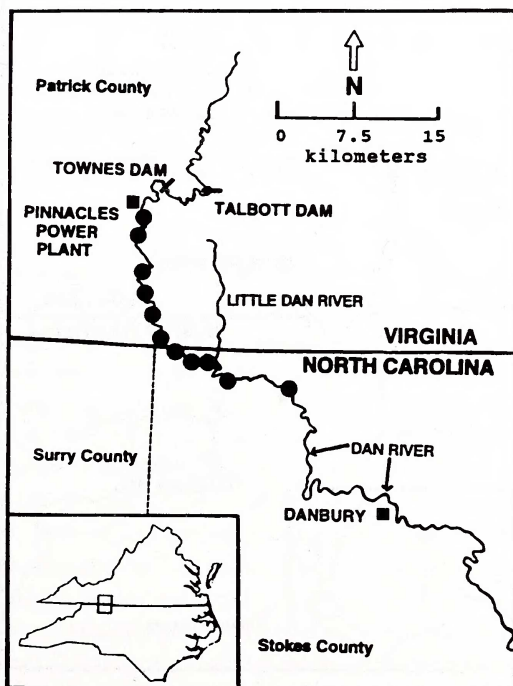 Patrick County
N
0 7.5 15
kilometers
TOWNES DAM
PINNACLES
POWER
PLANT
TALBOTT DAM
LITTLE DAN RIVER
VIRGINIA
NORTH CAROLINA
Surry County
DAN RIVER
DANBURY
Stokes County